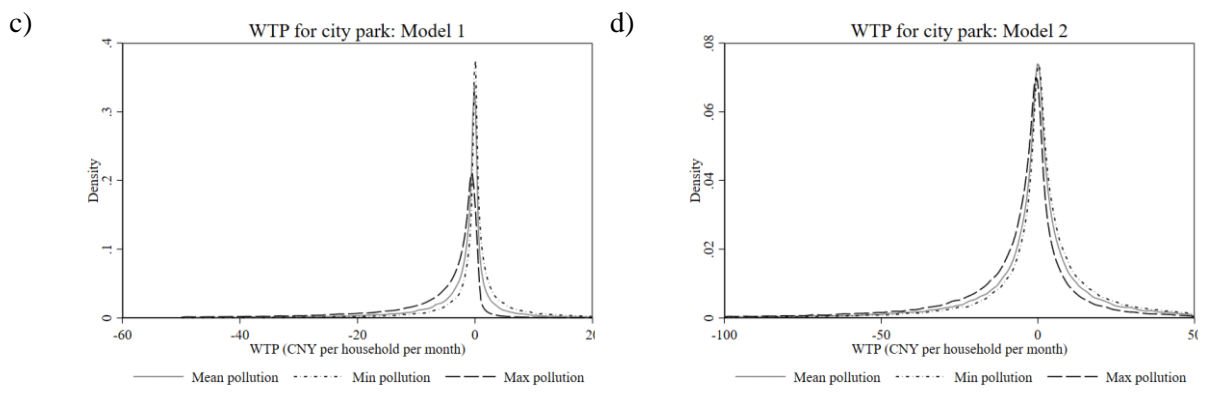 c)
WTP for city park: Model 1
Density
.4
.3
.2
.1
0
-60
-40
-20
0
20
WTP (CNY per household per month)
Mean pollution
Min pollution
Max pollution
d)
WTP for city park: Model 2
Density
.08
.06
.04
.02
0
-100
-50
0
50
WTP (CNY per household per month)
Mean pollution
Min pollution
Max pollution